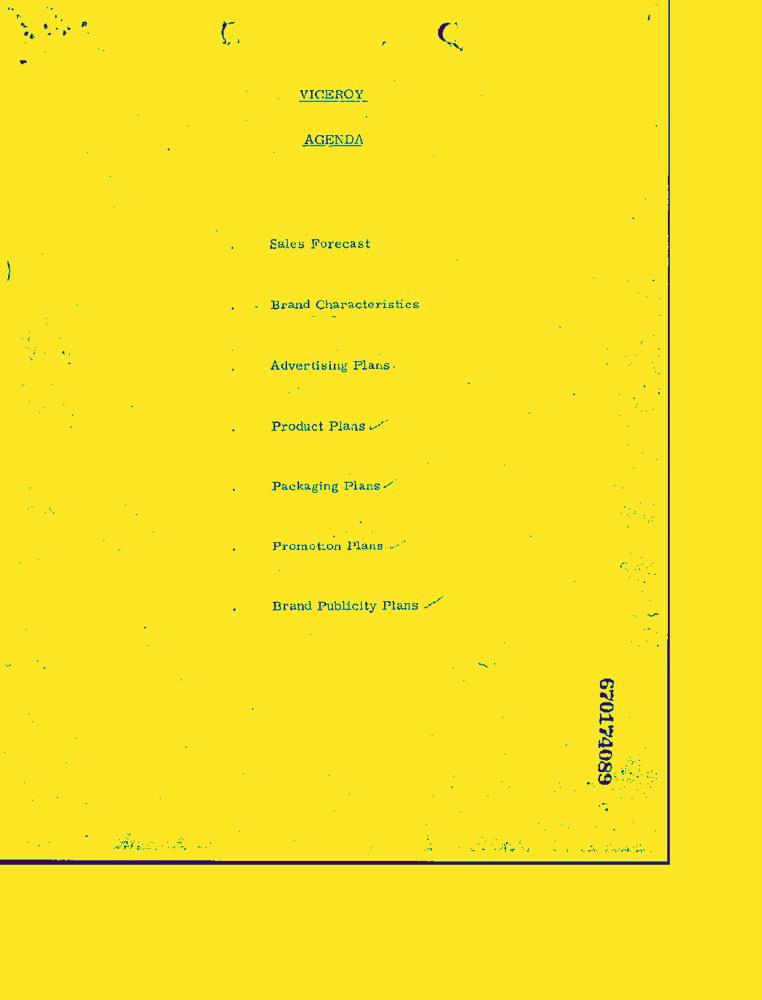 VICEROY
AGENDA
. Sales Forecast
. - Brand Characteristics
. Advertising Plans
. Product Plans ✓
. Packaging Plans ✓
. Promotion Plans ✓
. Brand Publicity Plans ✓
670174089